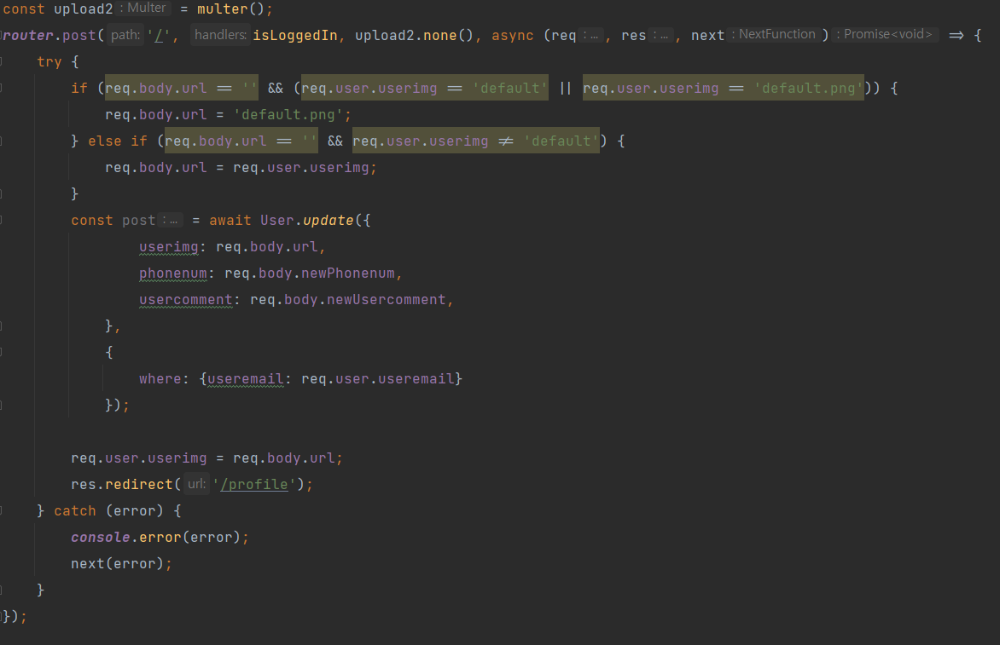 const upload2 : Multer = multer();
router.post( path: '/', handlers: isLoggedIn, upload2.none(), async (req : … , res : … , next : NextFunction ) : Promise<void> => {
    try {
        if (req.body.url == '' && (req.user.userimg == 'default' || req.user.userimg == 'default.png')) {
            req.body.url = 'default.png';
        } else if (req.body.url == '' && req.user.userimg != 'default') {
            req.body.url = req.user.userimg;
        }
        const post : … = await User.update({
                userimg: req.body.url,
                phonenum: req.body.newPhonenum,
                usercomment: req.body.newUsercomment,
            },
            {
                where: {useremail: req.user.useremail}
            });
        req.user.userimg = req.body.url;
        res.redirect( url: '/profile');
    } catch (error) {
        console.error(error);
        next(error);
    }
});